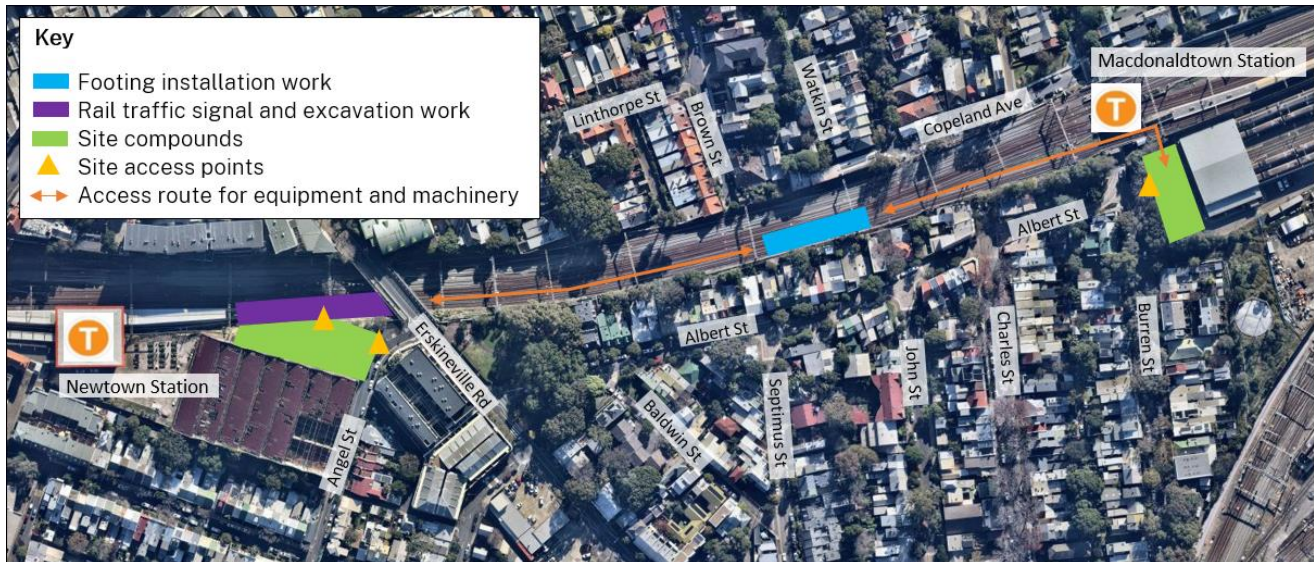 Key
Footing installation work
Rail traffic signal and excavation work
Site compounds
Site access points
Access route for equipment and machinery
Macdonaldtown Station
T
Watkin St
Copeland Ave
Linthorpe St
Brown St
Albert St
Erskineville Rd
T
Newtown Station
Albert St
Burren St
Charles St
John St
Septimus St
Baldwin St
Angel St